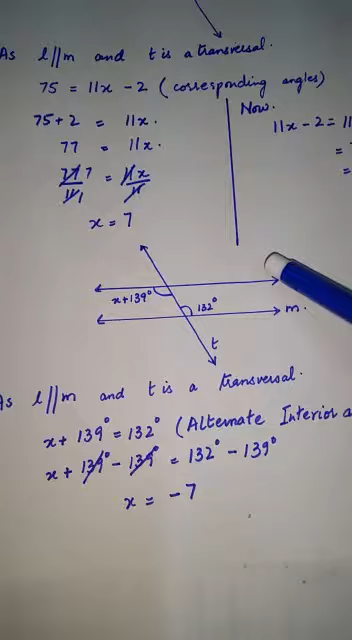 As l//m and t is a transversal.
75 = 11x - 2 (corresponding angles)
75+2 = 11x.
77 = 11x.
77/11 7 = 11x/11
x = 7
Now.
11x - 2 = 11
=
=
x+139°
132°
m.
t
As l//m and t is a transversal.
x + 139° = 132° (Alternate Interior a
x + 139° - 139° = 132° - 139°
x = -7